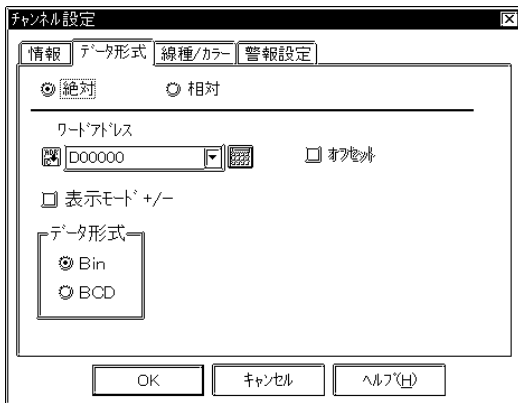 チャンネル設定
情報 データ形式 線種/カラー 警報設定
絶対 相対
ワードアドレス
D00000 オフセット
表示モード +/-
データ形式
Bin
BCD
OK キャンセル ヘルプ(H)